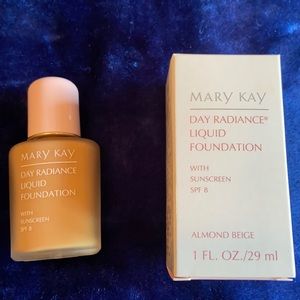 MARY KAY
DAY RADIANCE
LIQUID
FOUNDATION
WITH
SUNSCREEN
SPF 8
MARY KAY
DAY RADIANCE®
LIQUID
FOUNDATION
WITH
SUNSCREEN
SPF 8
ALMOND BEIGE
1 FL. OZ./29 ml